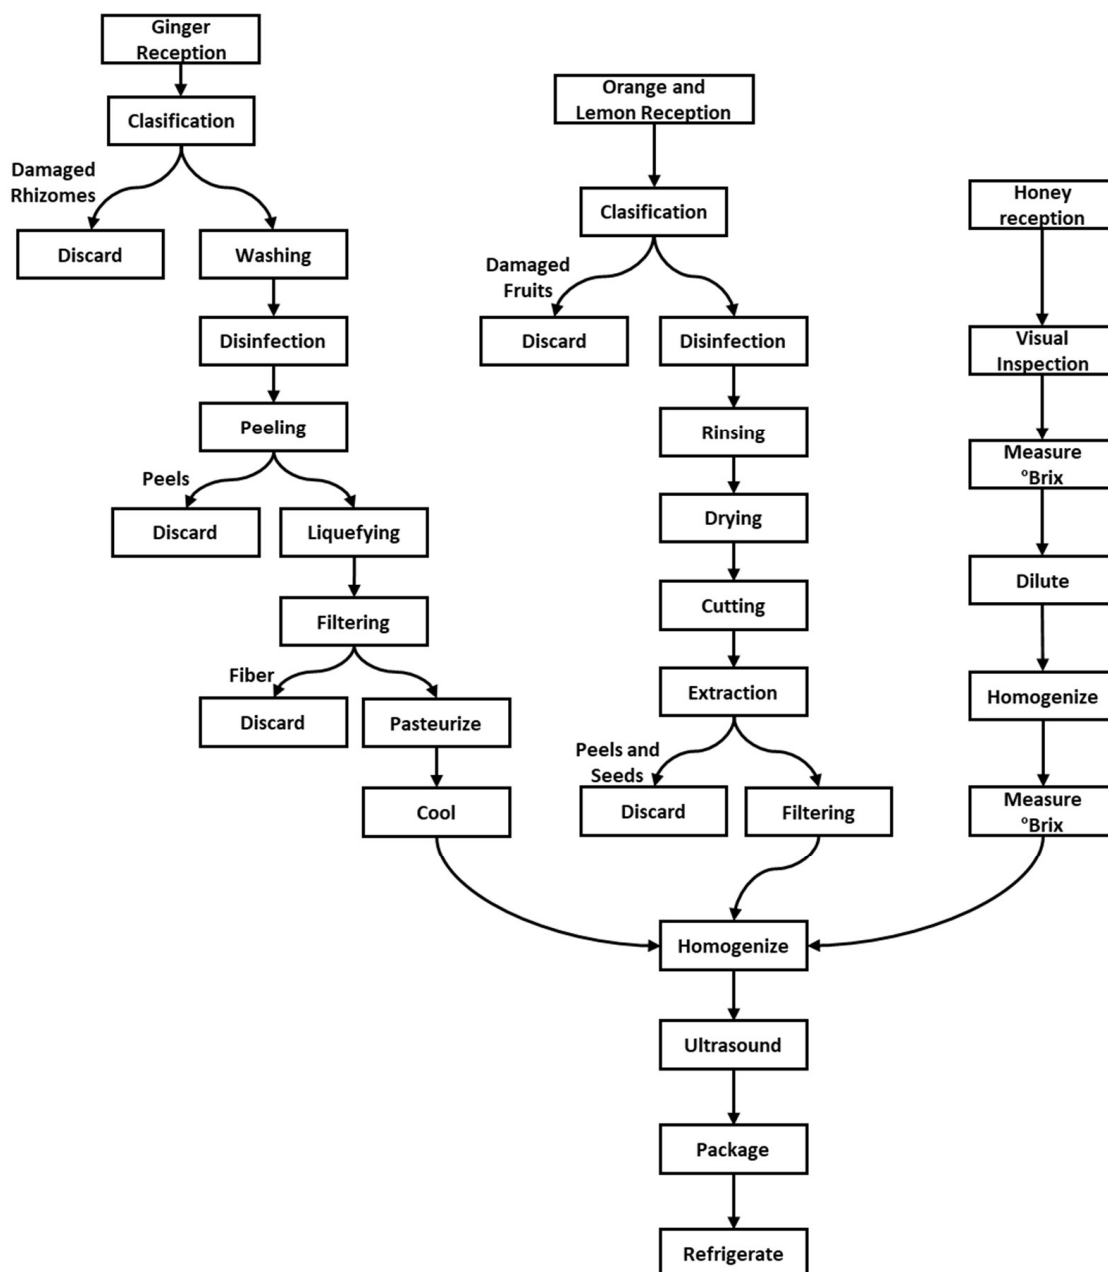 Ginger
Reception
Clasification
Damaged
Rhizomes
Discard
Washing
Disinfection
Peeling
Peels
Discard
Liquefying
Filtering
Fiber
Discard
Pasteurize
Cool
Orange and
Lemon Reception
Clasification
Damaged
Fruits
Discard
Disinfection
Rinsing
Drying
Cutting
Extraction
Peels and
Seeds
Discard
Filtering
Honey
reception
Visual
Inspection
Measure
°Brix
Dilute
Homogenize
Measure
°Brix
Homogenize
Ultrasound
Package
Refrigerate